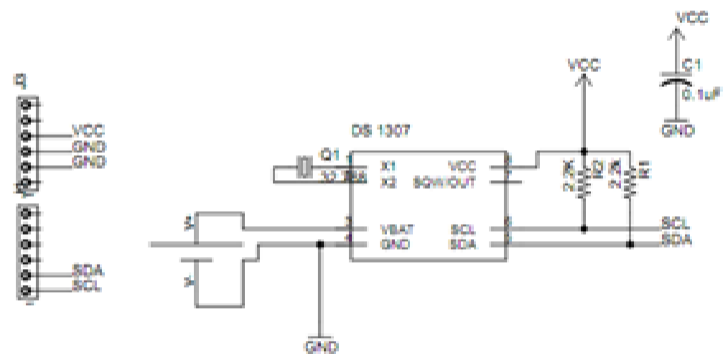 VCC
C1
0.1uF
GND
VCC
VCC
GND
GND
DS 1307
Q1
X1
X2
VCC
SQW/OUT
VBAT
GND
SCL
SDA
2.2K
R2
2.2K
R1
SCL
SDA
SDA
SCL
V+
V-
GND